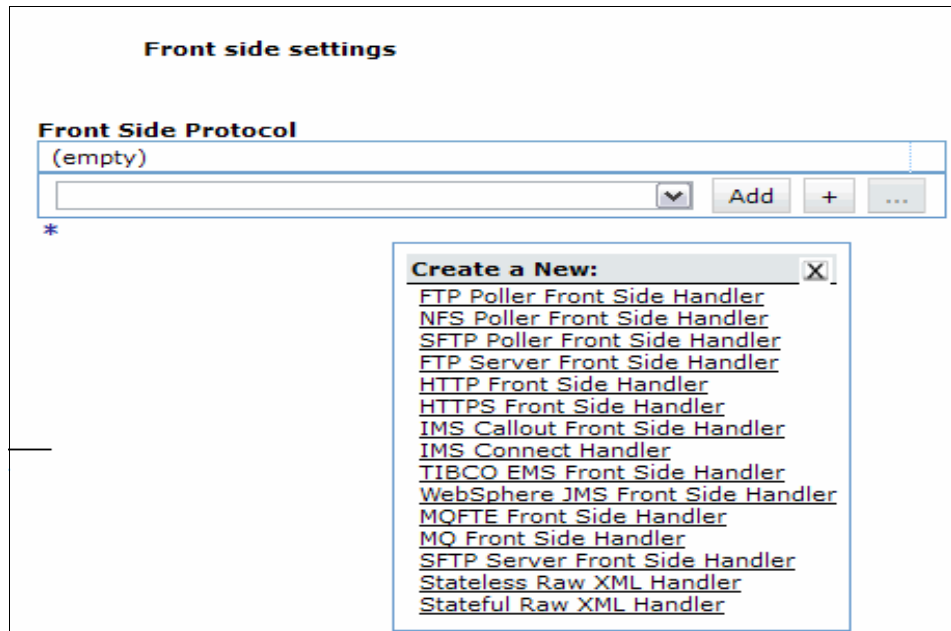 Front side settings
Front Side Protocol
(empty)
Add + ...
*
Create a New: X
FTP Poller Front Side Handler
NFS Poller Front Side Handler
SFTP Poller Front Side Handler
FTP Server Front Side Handler
HTTP Front Side Handler
HTTPS Front Side Handler
IMS Callout Front Side Handler
IMS Connect Handler
TIBCO EMS Front Side Handler
WebSphere JMS Front Side Handler
MQFTE Front Side Handler
MQ Front Side Handler
SFTP Server Front Side Handler
Stateless Raw XML Handler
Stateful Raw XML Handler